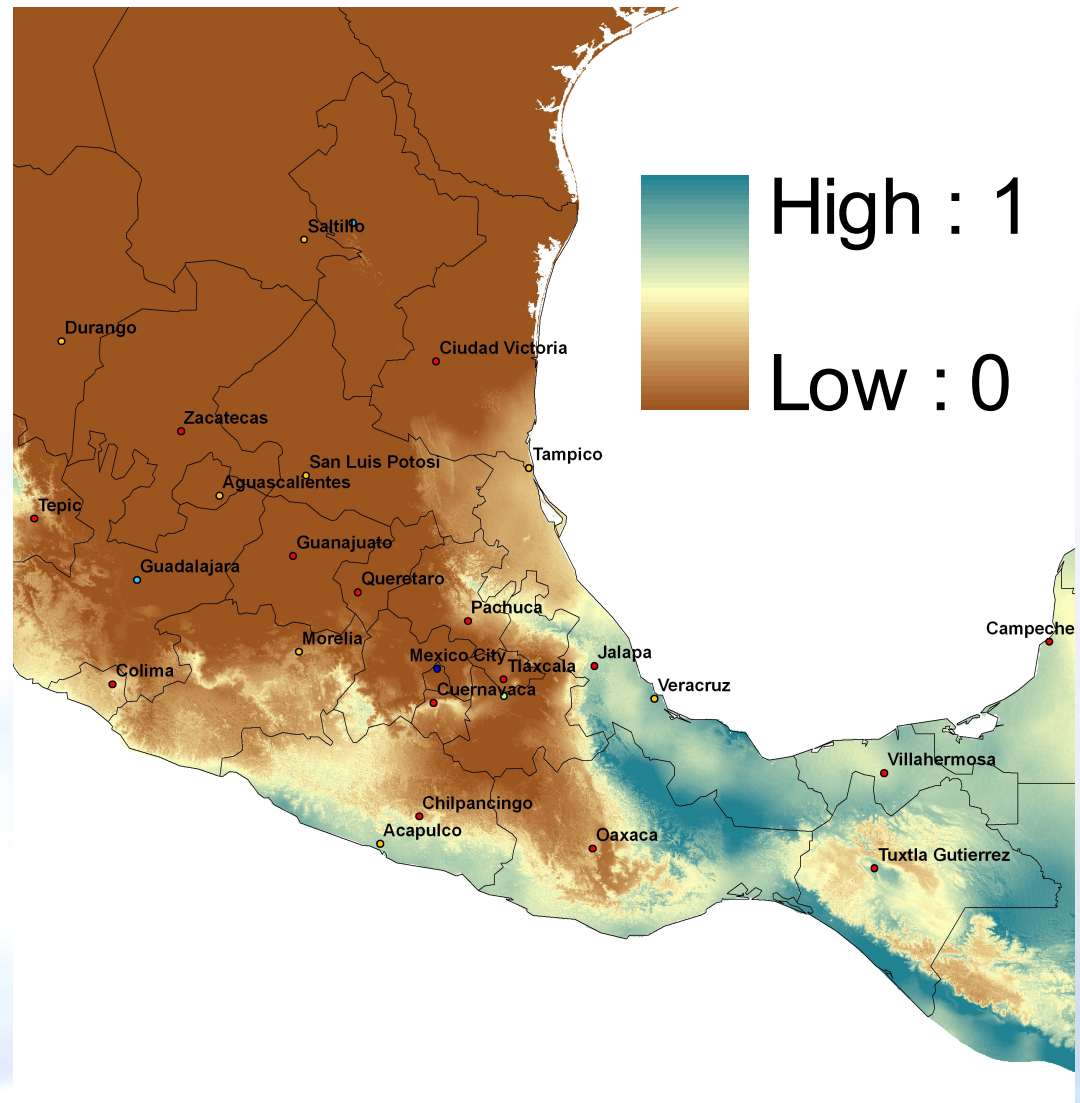 High : 1
Low : 0
Saltillo
Durango
Ciudad Victoria
Zacatecas
Tampico
San Luis Potosi
Aguascalientes
Tepic
Guanajuato
Guadalajara
Queretaro
Pachuca
Campeche
Morelia
Jalapa
Mexico City
Tlaxcala
Colima
Veracruz
Cuernavaca
Villahermosa
Chilpancingo
Acapulco
Oaxaca
Tuxtla Gutierrez